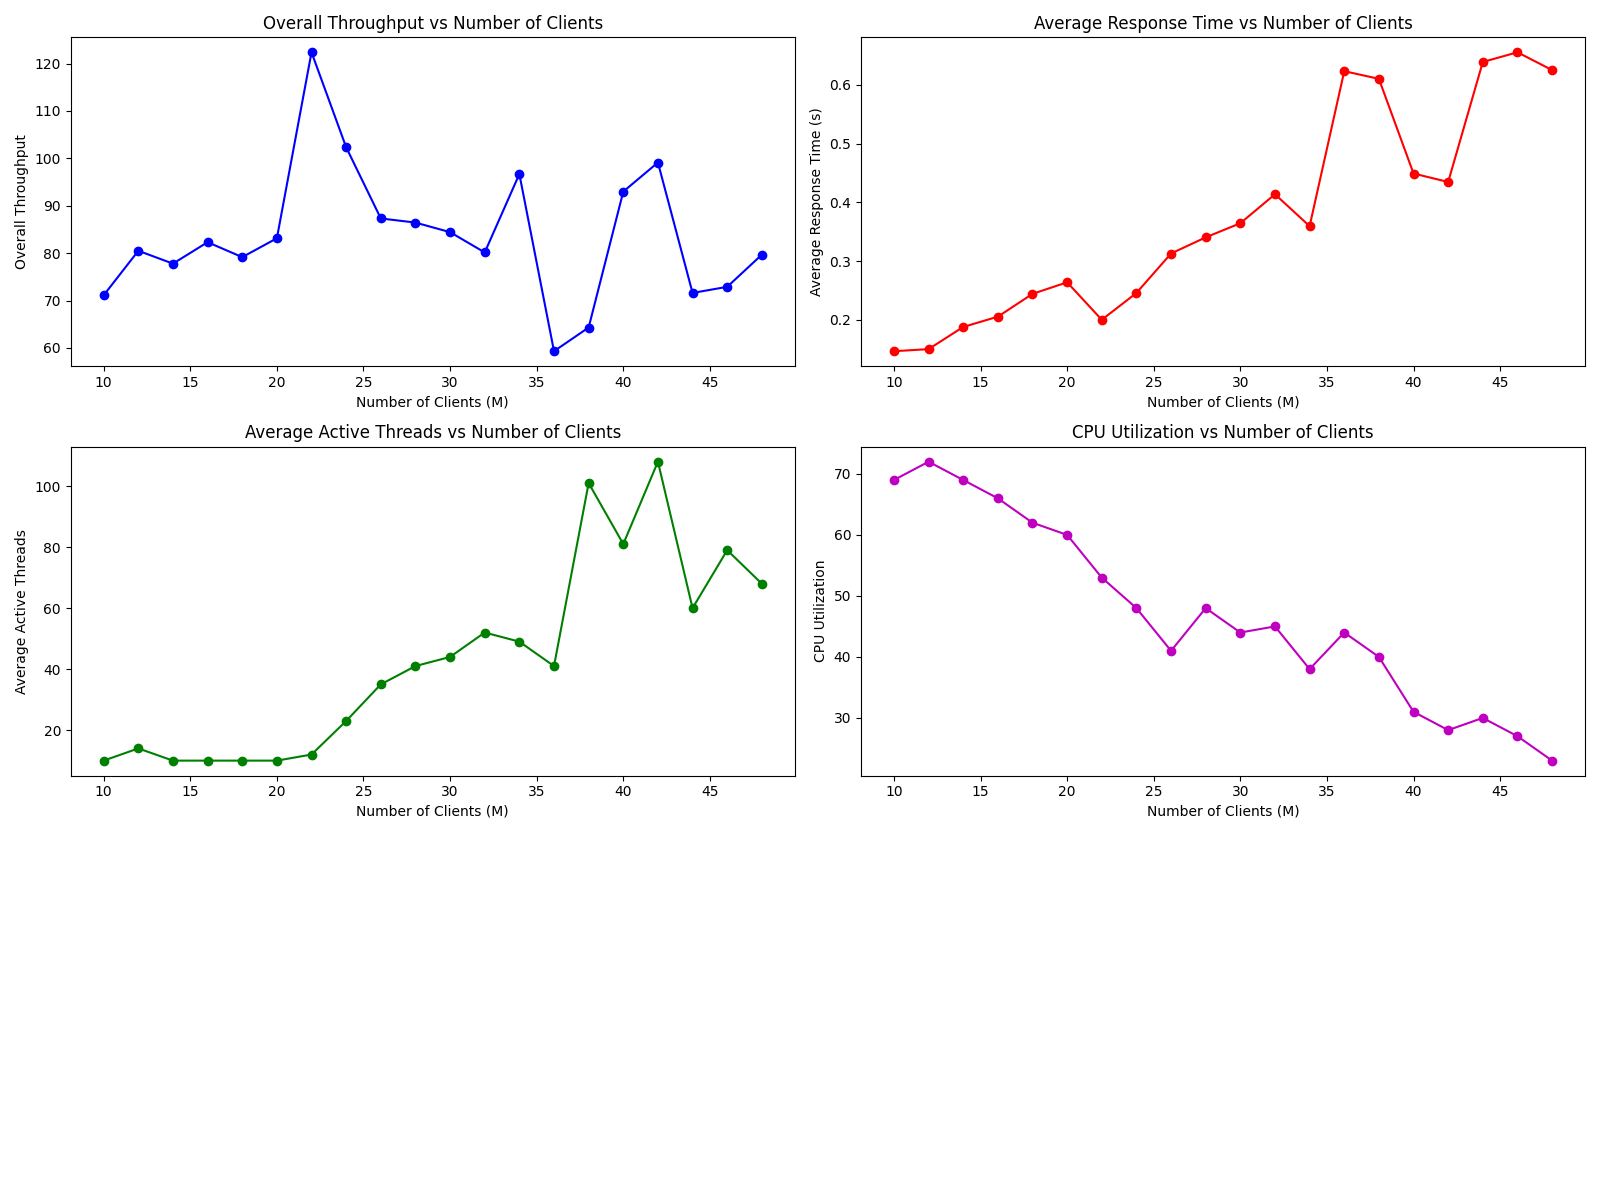 Overall Throughput vs Number of Clients
Overall Throughput
120
110
100
90
80
70
60
10 15 20 25 30 35 40 45
Number of Clients (M)
Average Response Time vs Number of Clients
Average Response Time (s)
0.6
0.5
0.4
0.3
0.2
10 15 20 25 30 35 40 45
Number of Clients (M)
Average Active Threads vs Number of Clients
Average Active Threads
100
80
60
40
20
10 15 20 25 30 35 40 45
Number of Clients (M)
CPU Utilization vs Number of Clients
CPU Utilization
70
60
50
40
30
10 15 20 25 30 35 40 45
Number of Clients (M)